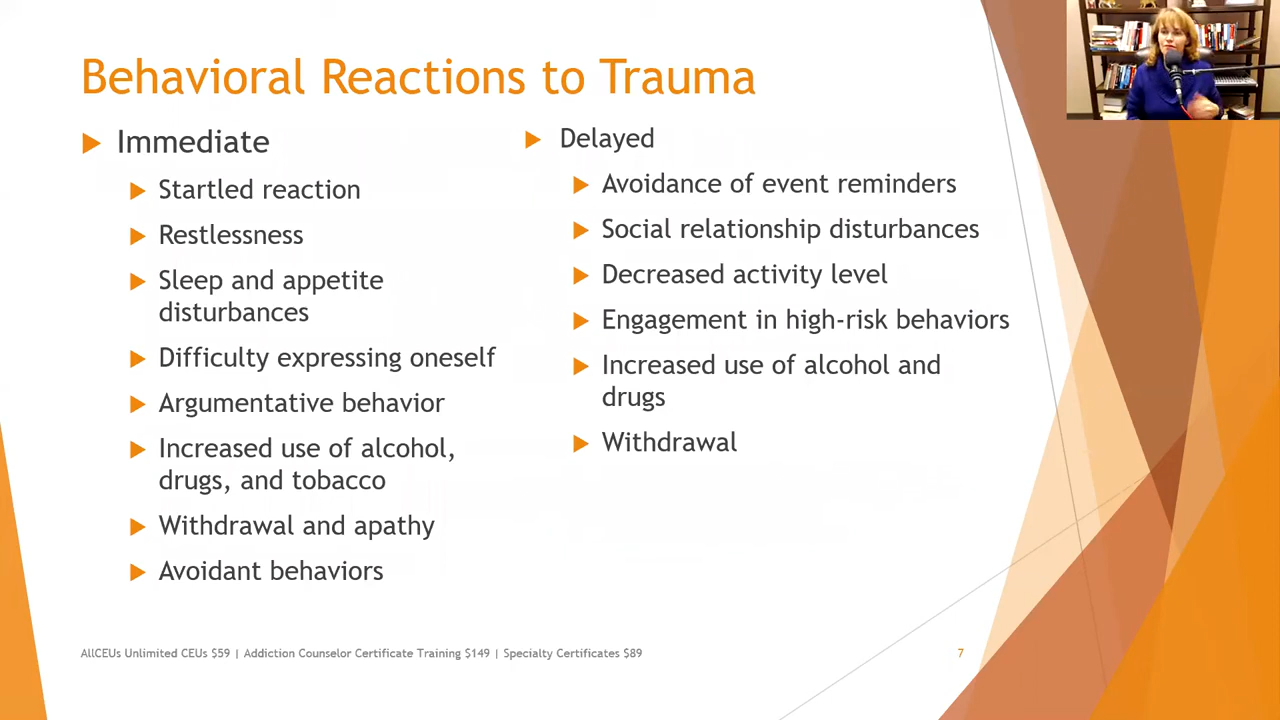 Behavioral Reactions to Trauma
Immediate
Startled reaction
Restlessness
Sleep and appetite
disturbances
Difficulty expressing oneself
Argumentative behavior
Increased use of alcohol,
drugs, and tobacco
Withdrawal and apathy
Avoidant behaviors
Delayed
Avoidance of event reminders
Social relationship disturbances
Decreased activity level
Engagement in high-risk behaviors
Increased use of alcohol and
drugs
Withdrawal
AllCEUs Unlimited CEUs $59 | Addiction Counselor Certificate Training $149 | Specialty Certificates $89
7